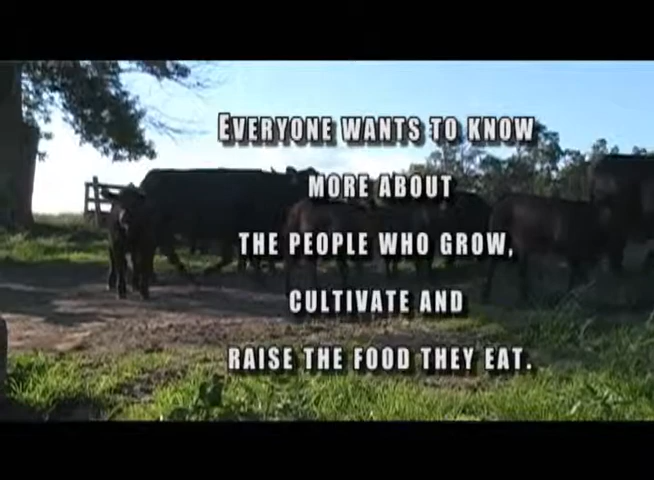 Everyone wants to know
more about
the people who grow,
cultivate and
raise the food they eat.